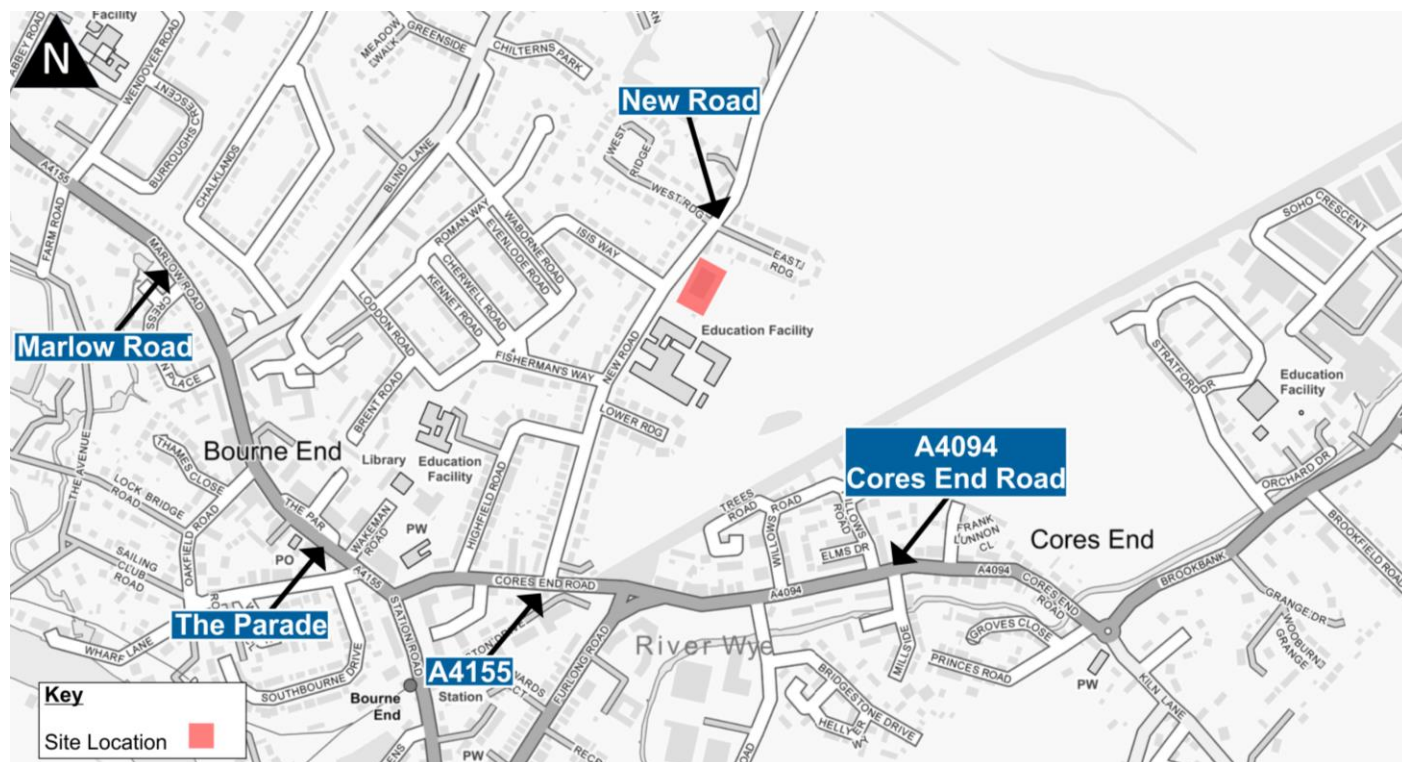 N
Facility
ABBEY ROAD
WENDOVER ROAD
BURROUGHS CRESCENT
MEADOW
WALK
GREENSIDE
CHILTERNS
PARK
New Road
CHALKLANDS
BLIND LANE
WEST
RIDGE
WEST RDG
A4155
FARM ROAD
MARLOW ROAD
Marlow Road
ROMAN WAY
WABORNE ROAD
EVENLODE ROAD
CHERWELL ROAD
KENNET ROAD
ISIS WAY
EAST
RDG
SOHO CRESCENT
LODDON ROAD
NEW ROAD
Education Facility
FISHERMAN'S WAY
BRENT ROAD
LOWER RDG
STRATFORD DR
Education
Facility
THE AVENUE
THAMES CLOSE
Bourne End
Library
Education
Facility
LOCK BRIDGE
ROAD
OAKFIELD ROAD
SAILING
CLUB
ROAD
THE PAR
PO
WAKEMAN
ROAD
PW
HIGHFIELD ROAD
A4094
Cores End Road
TREES
ROAD
WILLOWS ROAD
ELMS DR
FRANK
LUNNON
CL
Cores End
ORCHARD DR
BROOKFIELD ROAD
BROOKBANK
A4155
CORES END ROAD
A4094
A4094
CORES END
ROAD
The Parade
WHARF LANE
SOUTHBOURNE DRIVE
STATION ROAD
A4155
River Wye
MILLSIDE
GROVES CLOSE
PRINCES ROAD
GRANGE DR
WOOBURN
GRANGE
PW
KILN LANE
Bourne
End
Station
FURLONG ROAD
BRIDGESTONE DRIVE
PW
Key
Site Location